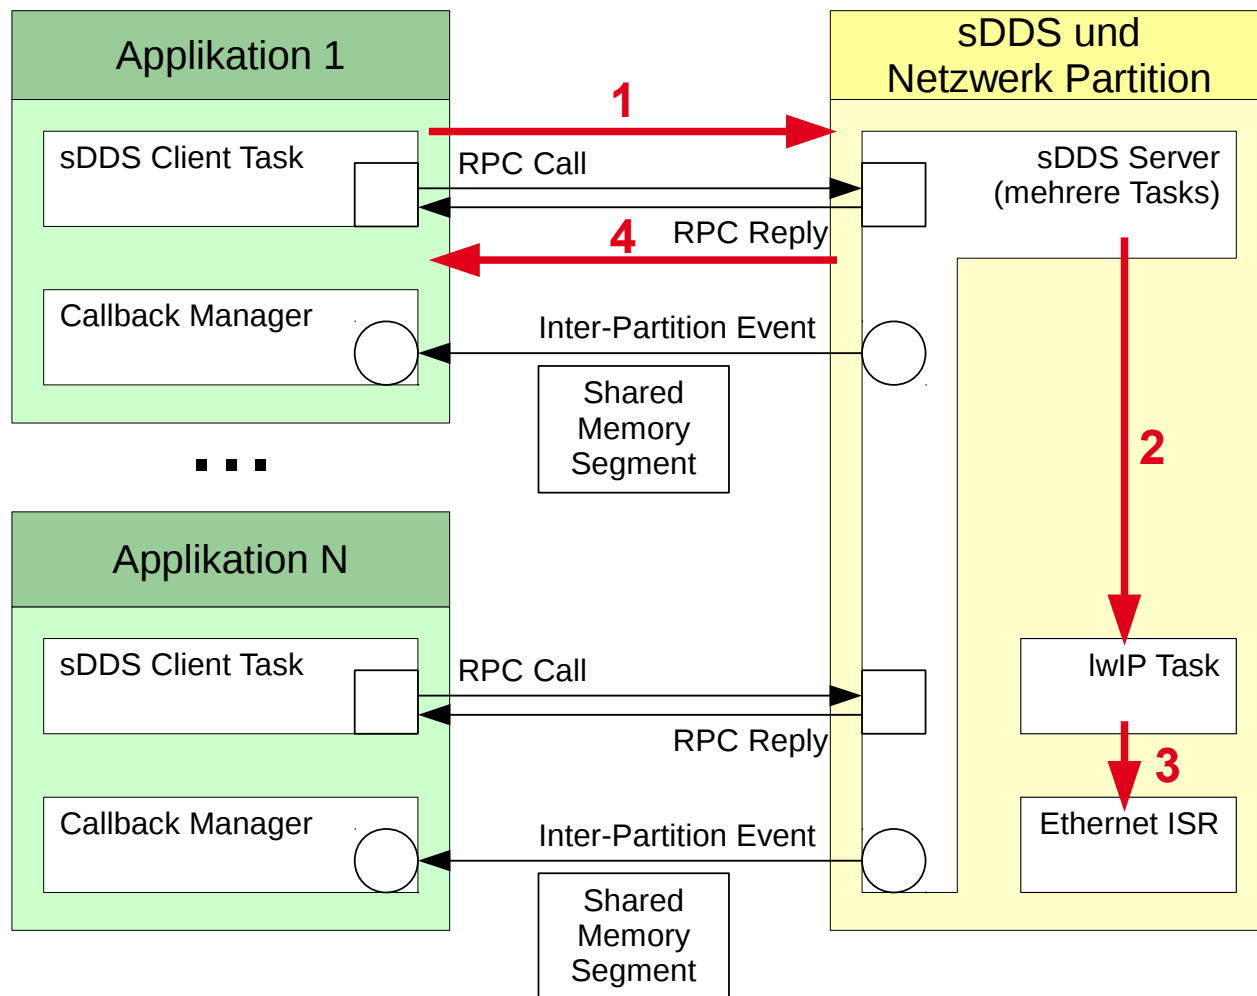 Applikation 1
sDDS und
Netzwerk Partition
1
sDDS Client Task
RPC Call
sDDS Server
(mehrere Tasks)
RPC Reply
4
Callback Manager
Inter-Partition Event
Shared
Memory
Segment
2
...
Applikation N
sDDS Client Task
RPC Call
lwIP Task
RPC Reply
3
Callback Manager
Inter-Partition Event
Ethernet ISR
Shared
Memory
Segment